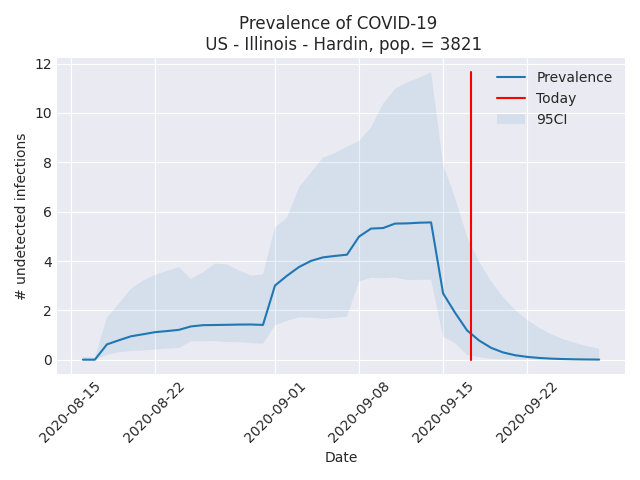 Prevalence of COVID-19
US - Illinois - Hardin, pop. = 3821
# undetected infections
12
10
8
6
4
2
0
Prevalence
Today
95CI
2020-08-15
2020-08-22
2020-09-01
2020-09-08
2020-09-15
2020-09-22
Date